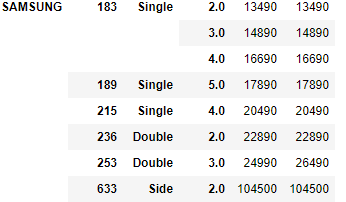 SAMSUNG 183 Single 2.0 13490 13490
3.0 14890 14890
4.0 16690 16690
189 Single 5.0 17890 17890
215 Single 4.0 20490 20490
236 Double 2.0 22890 22890
253 Double 3.0 24990 26490
633 Side 2.0 104500 104500